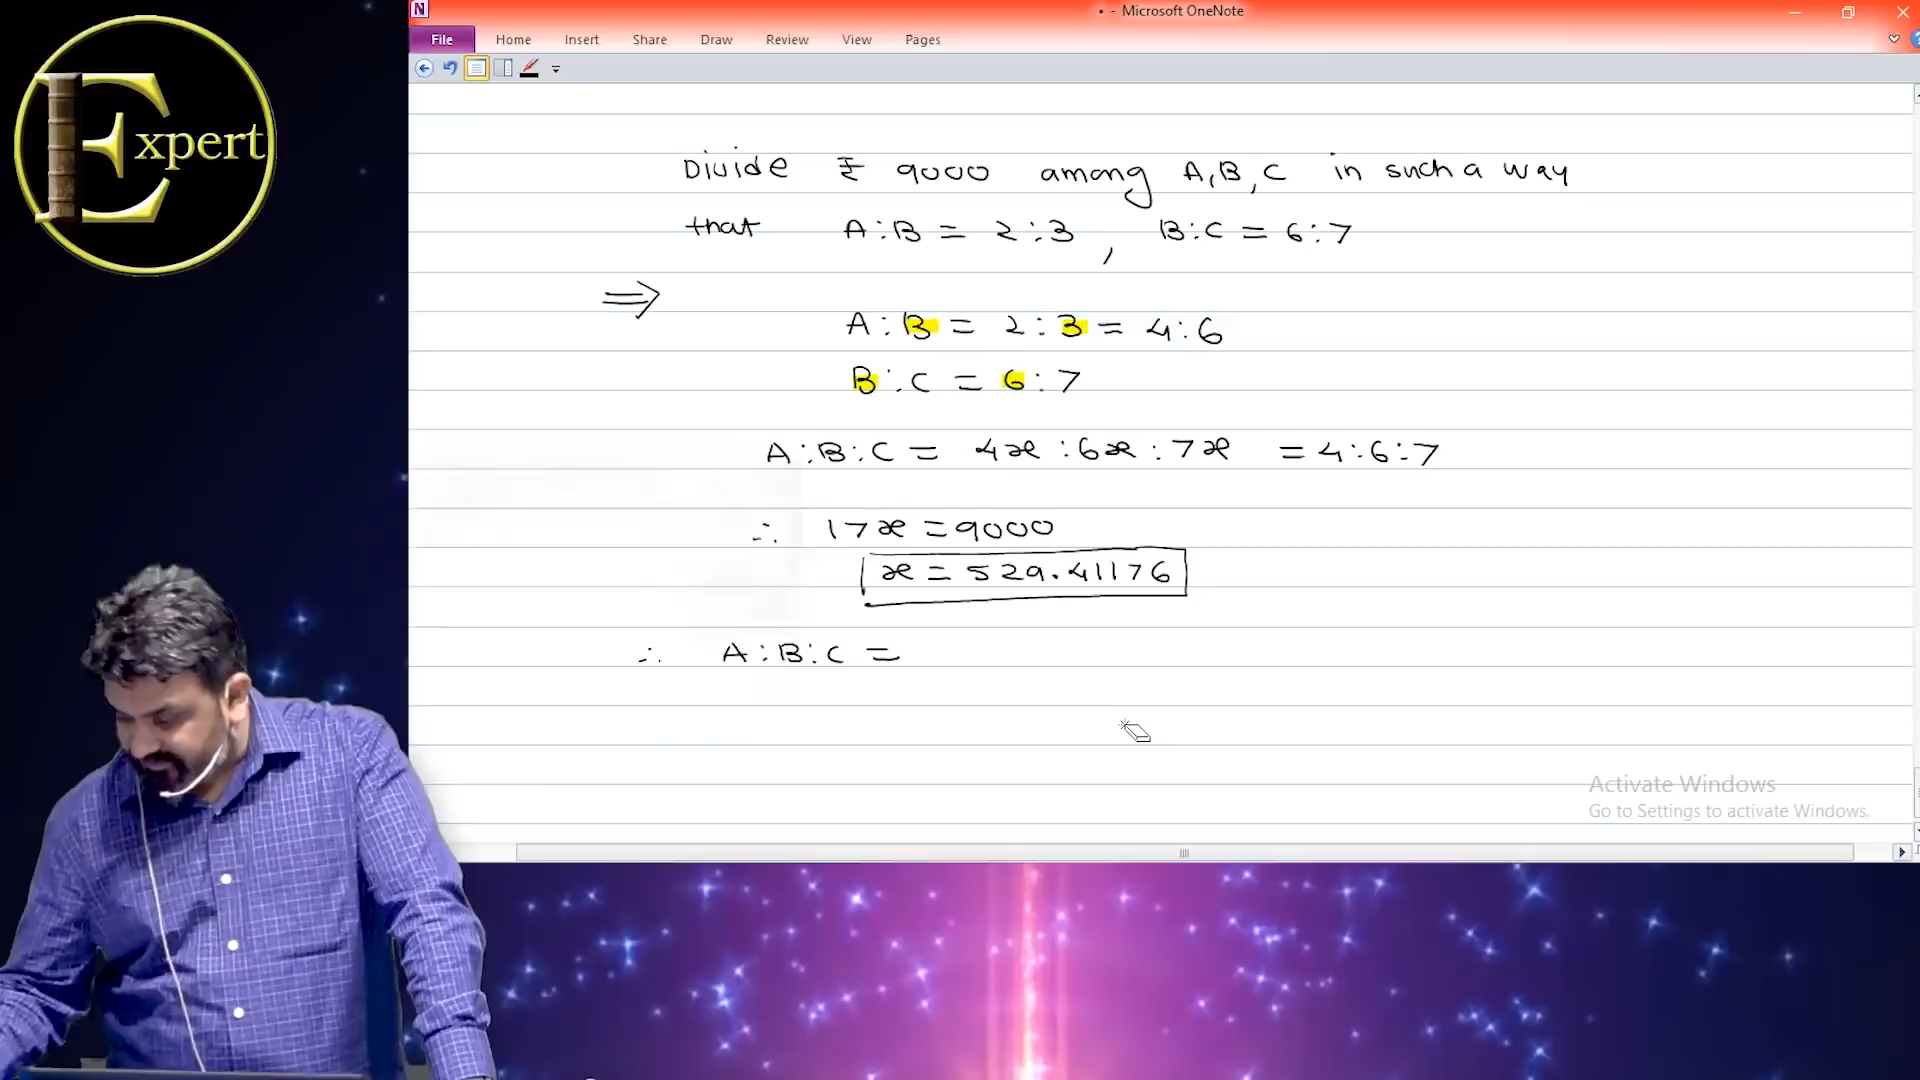 Expert
N
• - Microsoft OneNote
File Home Insert Share Draw Review View Pages
Divide ₹ 9000 among A, B, C in such a way
that A : B = 2 : 3 , B : C = 6 : 7
⇒
A : B = 2 : 3 = 4 : 6
B : C = 6 : 7
A : B : C = 4x : 6x : 7x = 4 : 6 : 7
∴ 17x = 9000
x = 529.41176
∴ A : B : C =
Activate Windows
Go to Settings to activate Windows.